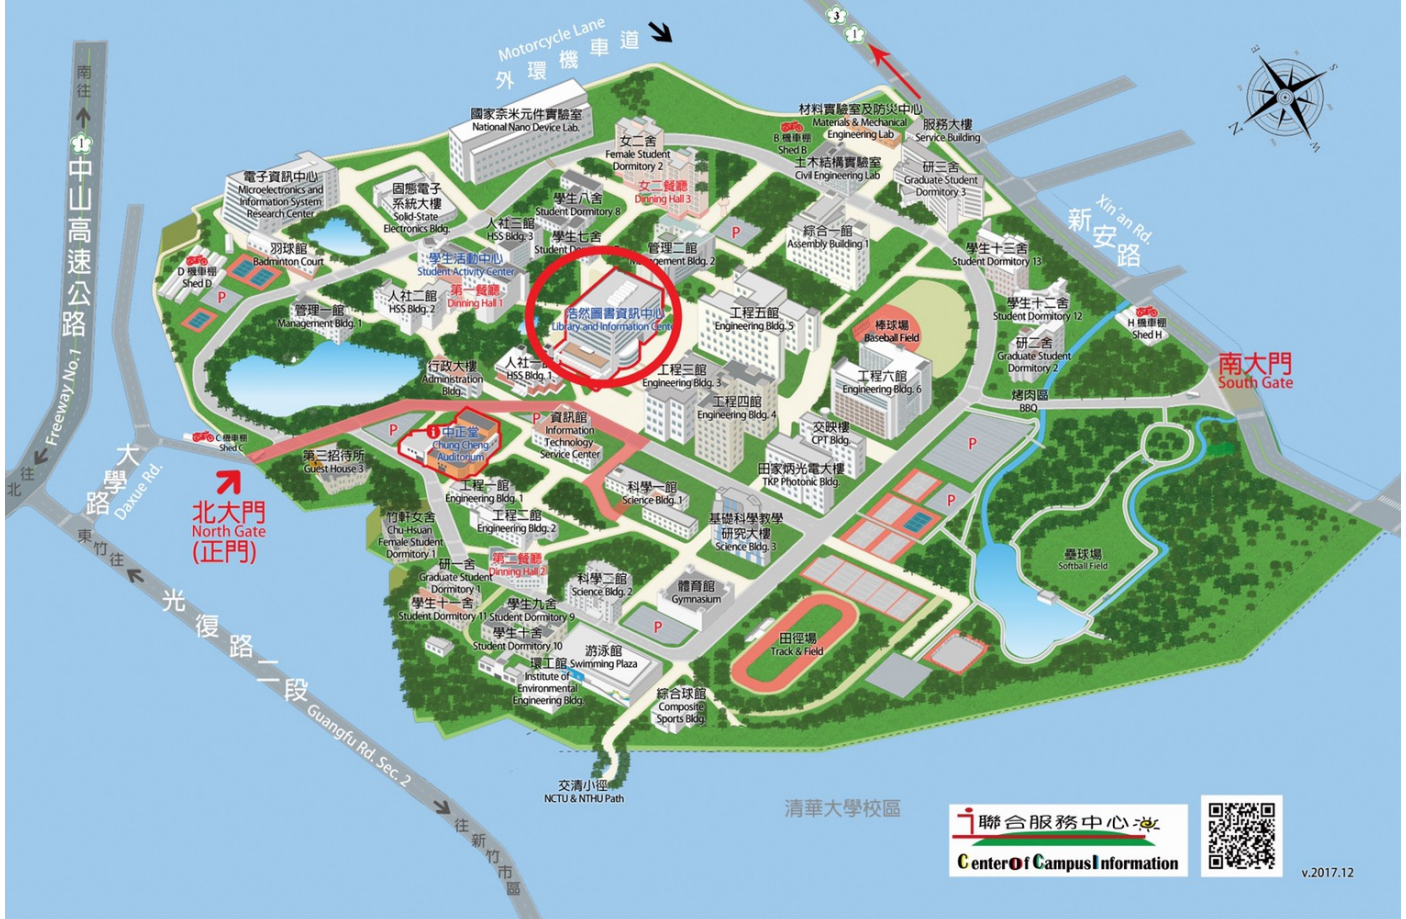 Motorcycle Lane
外環機車道
3
1
南往
1
中山高速公路
Freeway No.1
往北
大學路
Daxue Rd.
北大門
North Gate
(正門)
東竹往
光復路二段
Guangfu Rd. Sec. 2
往新竹市區
新安路
Xin'an Rd.
南大門
South Gate
E
S
N
W
國家奈米元件實驗室
National Nano Device Lab.
材料實驗室及防災中心
Materials & Mechanical
Engineering Lab
服務大樓
Service Building
B 機車棚
Shed B
女二舍
Female Student
Dormitory 2
土木結構實驗室
Civil Engineering Lab
研三舍
Graduate Student
Dormitory 3
電子資訊中心
Microelectronics and
Information System
Research Center
固態電子
系統大樓
Solid-State
Electronics Bldg.
女二餐廳
Dinning Hall 3
學生八舍
Student Dormitory 8
人社三館
HSS Bldg. 3
學生七舍
Student
管理二館
Management Bldg. 2
P
綜合一館
Assembly Building 1
學生十三舍
Student Dormitory 13
羽球館
Badminton Court
D 機車棚
Shed D
P
學生活動中心
Student Activity Center
第一餐廳
Dinning Hall 1
人社二館
HSS Bldg. 2
管理一館
Management Bldg. 1
浩然圖書資訊中心
Library and Information Center
工程五館
Engineering Bldg. 5
棒球場
Baseball Field
學生十二舍
Student Dormitory 12
H 機車棚
Shed H
研二舍
Graduate Student
Dormitory 2
行政大樓
Administration
Bldg.
人社一館
HSS Bldg. 1
工程三館
Engineering Bldg. 3
工程四館
Engineering Bldg. 4
工程六館
Engineering Bldg. 6
烤肉區
BBQ
C 機車棚
Shed C
P
i 中正堂
Chung Cheng
Auditorium
P
資訊館
Information
Technology
Service Center
交映樓
CPT Bldg.
P
第三招待所
Guest House 3
田家炳光電大樓
TKP Photonic Bldg.
工程一館
Engineering Bldg. 1
科學一館
Science Bldg. 1
P
竹軒女舍
Chu-Hsuan
Female Student
Dormitory 1
工程二館
Engineering Bldg. 2
基礎科學教學
研究大樓
Science Bldg. 3
壘球場
Softball Field
研一舍
Graduate Student
Dormitory 1
第二餐廳
Dinning Hall 2
科學二館
Science Bldg. 2
體育館
Gymnasium
學生十一舍
Student Dormitory 11
學生九舍
Student Dormitory 9
P
田徑場
Track & Field
學生十舍
Student Dormitory 10
游泳館
Swimming Plaza
環工館
Institute of
Environmental
Engineering Bldg.
綜合球館
Composite
Sports Bldg.
交清小徑
NCTU & NTHU Path
清華大學校區
i 聯合服務中心
Center of Campus Information
v.2017.12